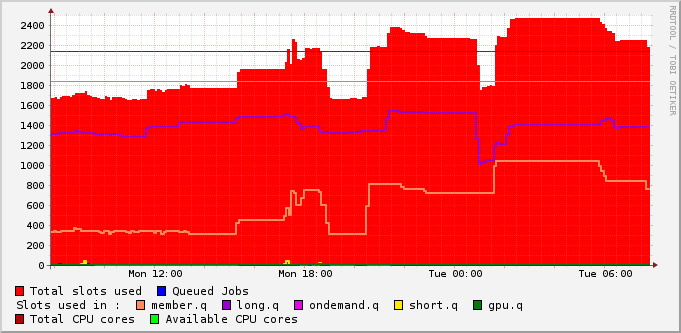 RRDTOOL / TOBI OETIKER
2400
2200
2000
1800
1600
1400
1200
1000
800
600
400
200
0
Mon 12:00 Mon 18:00 Tue 00:00 Tue 06:00
Total slots used Queued Jobs
Slots used in : member.q long.q ondemand.q short.q gpu.q
Total CPU cores Available CPU cores